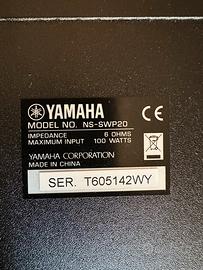 YAMAHA CE
MODEL NO. NS-SWP20
IMPEDANCE 6 OHMS
MAXIMUM INPUT 100 WATTS
YAMAHA CORPORATION
MADE IN CHINA
SER. T605142WY